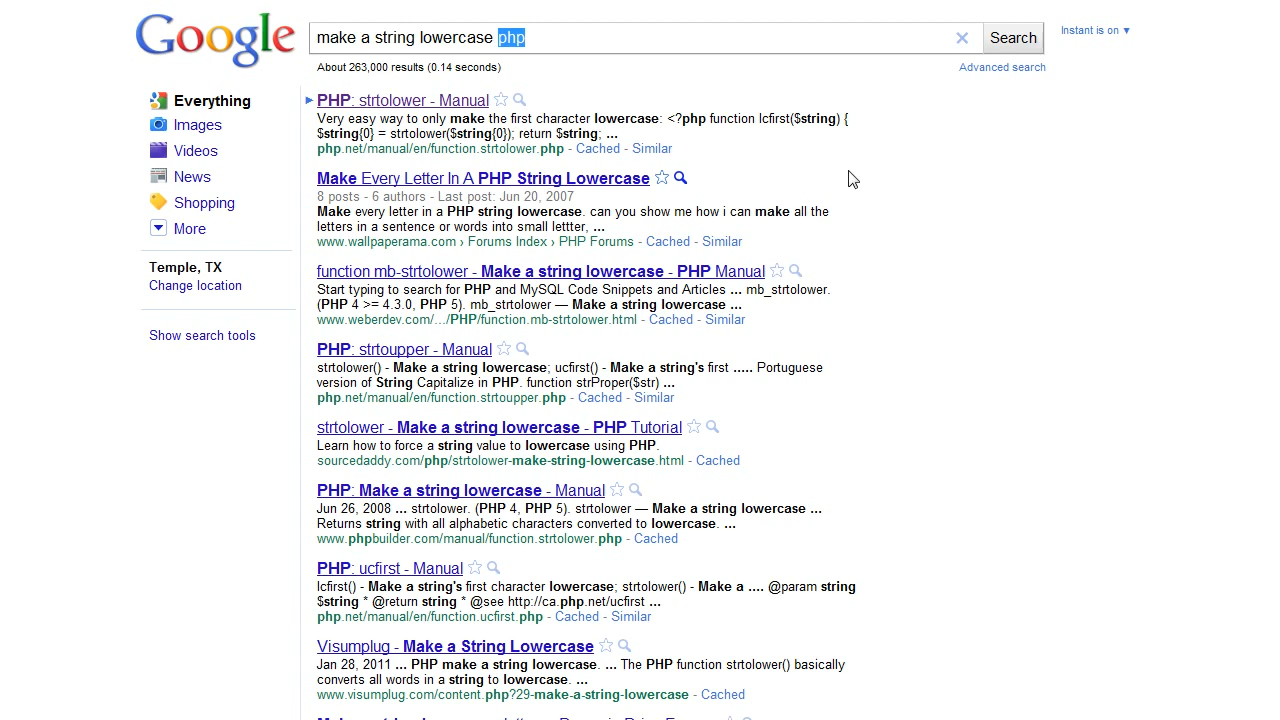 Google
make a string lowercase php
Search
Instant is on ▼
About 263,000 results (0.14 seconds)
Advanced search
Everything
Images
Videos
News
Shopping
More
Temple, TX
Change location
Show search tools
PHP: strtolower - Manual
Very easy way to only make the first character lowercase: <?php function lcfirst($string) {
$string{0} = strtolower($string{0}); return $string; ...
php.net/manual/en/function.strtolower.php - Cached - Similar
Make Every Letter In A PHP String Lowercase
8 posts - 6 authors - Last post: Jun 20, 2007
Make every letter in a PHP string lowercase. can you show me how i can make all the
letters in a sentence or words into small lettter, ...
www.wallpaperama.com › Forums Index › PHP Forums - Cached - Similar
function mb-strtolower - Make a string lowercase - PHP Manual
Start typing to search for PHP and MySQL Code Snippets and Articles ... mb_strtolower.
(PHP 4 >= 4.3.0, PHP 5). mb_strtolower — Make a string lowercase ...
www.weberdev.com/.../PHP/function.mb-strtolower.html - Cached - Similar
PHP: strtoupper - Manual
strtolower() - Make a string lowercase; ucfirst() - Make a string's first ..... Portuguese
version of String Capitalize in PHP. function strProper($str) ...
php.net/manual/en/function.strtoupper.php - Cached - Similar
strtolower - Make a string lowercase - PHP Tutorial
Learn how to force a string value to lowercase using PHP.
sourcedaddy.com/php/strtolower-make-string-lowercase.html - Cached
PHP: Make a string lowercase - Manual
Jun 26, 2008 ... strtolower. (PHP 4, PHP 5). strtolower — Make a string lowercase ...
Returns string with all alphabetic characters converted to lowercase. ...
www.phpbuilder.com/manual/function.strtolower.php - Cached
PHP: ucfirst - Manual
lcfirst() - Make a string's first character lowercase; strtolower() - Make a .... @param string
$string * @return string * @see http://ca.php.net/ucfirst ...
php.net/manual/en/function.ucfirst.php - Cached - Similar
Visumplug - Make a String Lowercase
Jan 28, 2011 ... PHP make a string lowercase. ... The PHP function strtolower() basically
converts all words in a string to lowercase. ...
www.visumplug.com/content.php?29-make-a-string-lowercase - Cached